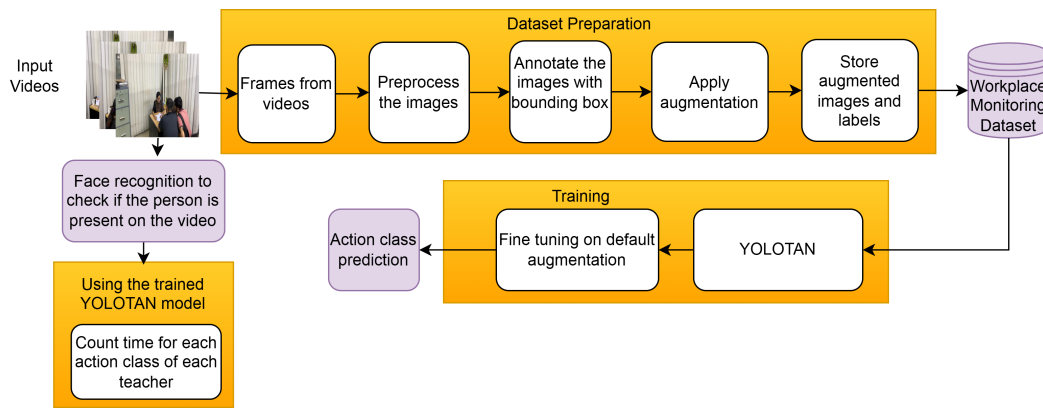 Input
Videos
Dataset Preparation
Frames from
videos
Preprocess
the images
Annotate the
images with
bounding box
Apply
augmentation
Store
augmented
images and
labels
Workplace
Monitoring
Dataset
Face recognition to
check if the person is
present on the video
Training
Action class
prediction
Fine tuning on default
augmentation
YOLOTAN
Using the trained
YOLOTAN model
Count time for each
action class of each
teacher